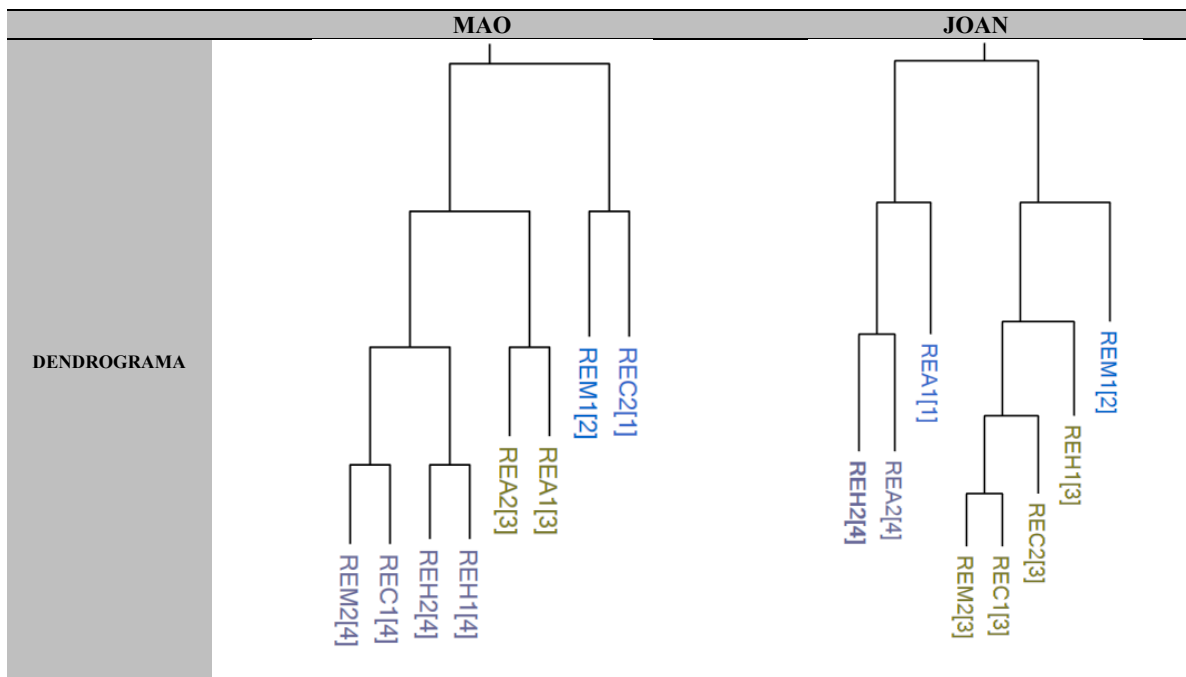 MAO
JOAN
DENDROGRAMA
REM2[4]
REC1[4]
REH2[4]
REH1[4]
REA2[3]
REA1[3]
REM1[2]
REC2[1]
REH2[4]
REA2[4]
REA1[1]
REM2[3]
REC1[3]
REC2[3]
REH1[3]
REM1[2]